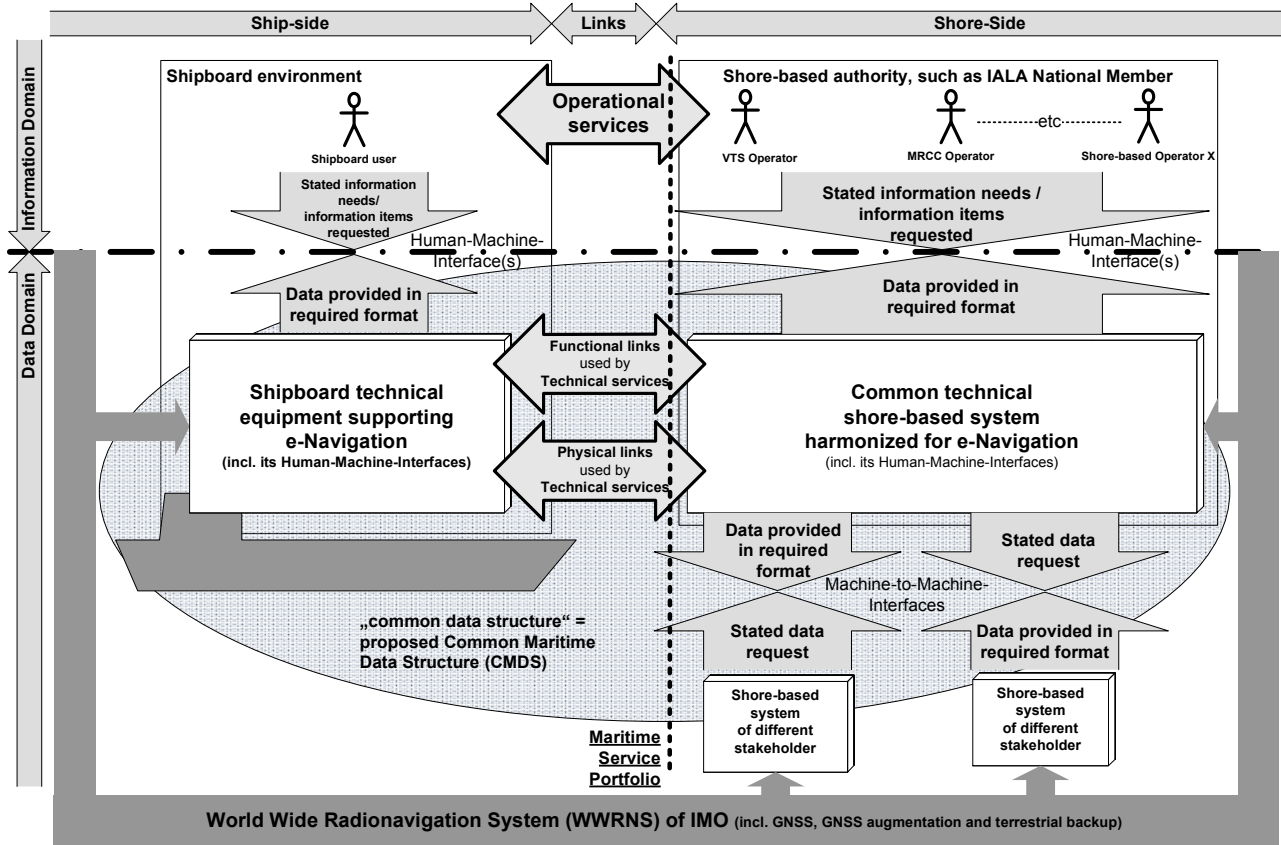 Ship-side
Links
Shore-Side
Information Domain
Data Domain
Shipboard environment
Shipboard user
Operational
services
Shore-based authority, such as IALA National Member
VTS Operator
MRCC Operator
etc
Shore-based Operator X
Stated information
needs/
information items
requested
Human-Machine-
Interface(s)
Stated information needs /
information items
requested
Human-Machine-
Interface(s)
Data provided in
required format
Data provided in
required format
Shipboard technical
equipment supporting
e-Navigation
(incl. its Human-Machine-Interfaces)
Functional links
used by
Technical services
Physical links
used by
Technical services
Common technical
shore-based system
harmonized for e-Navigation
(incl. its Human-Machine-Interfaces)
Data provided
in required
format
Stated data
request
Machine-to-Machine-
Interfaces
Stated data
request
Data provided in
required format
„common data structure“ =
proposed Common Maritime
Data Structure (CMDS)
Shore-based
system
of different
stakeholder
Shore-based
system
of different
stakeholder
Maritime
Service
Portfolio
World Wide Radionavigation System (WWRNS) of IMO (incl. GNSS, GNSS augmentation and terrestrial backup)